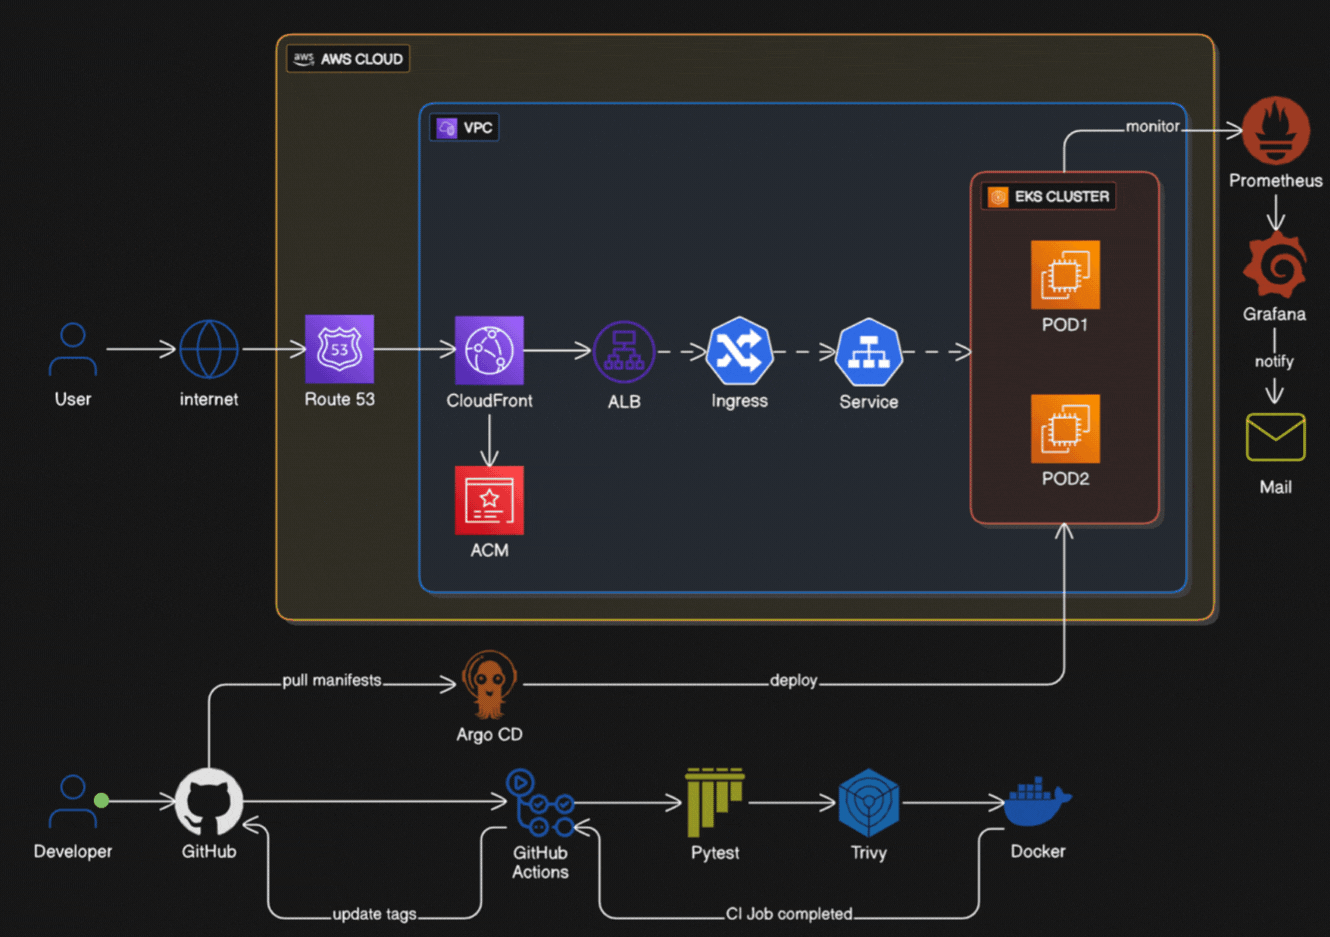 aws AWS CLOUD
VPC
monitor
EKS CLUSTER
Prometheus
POD1
Grafana
53
User
internet
Route 53
CloudFront
ALB
Ingress
Service
notify
POD2
Mail
ACM
pull manifests
deploy
Argo CD
Developer
GitHub
GitHub
Actions
Pytest
Trivy
Docker
update tags
CI Job completed